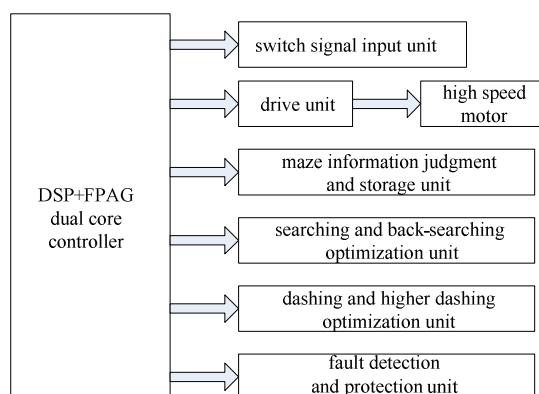 switch signal input unit
drive unit
high speed
motor
maze information judgment
and storage unit
DSP+FPAG
dual core
controller
searching and back-searching
optimization unit
dashing and higher dashing
optimization unit
fault detection
and protection unit